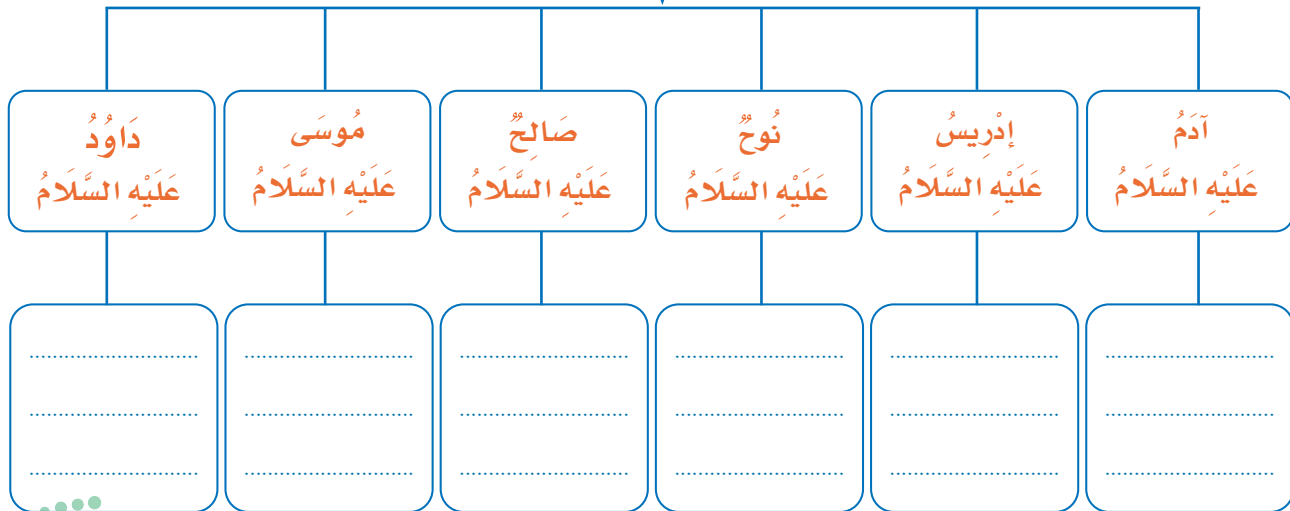 آدَمُ
عَلَيْهِ السَّلَامُ
إِدْرِيسُ
عَلَيْهِ السَّلَامُ
نُوحٌ
عَلَيْهِ السَّلَامُ
صَالِحٌ
عَلَيْهِ السَّلَامُ
مُوسَى
عَلَيْهِ السَّلَامُ
دَاوُدُ
عَلَيْهِ السَّلَامُ